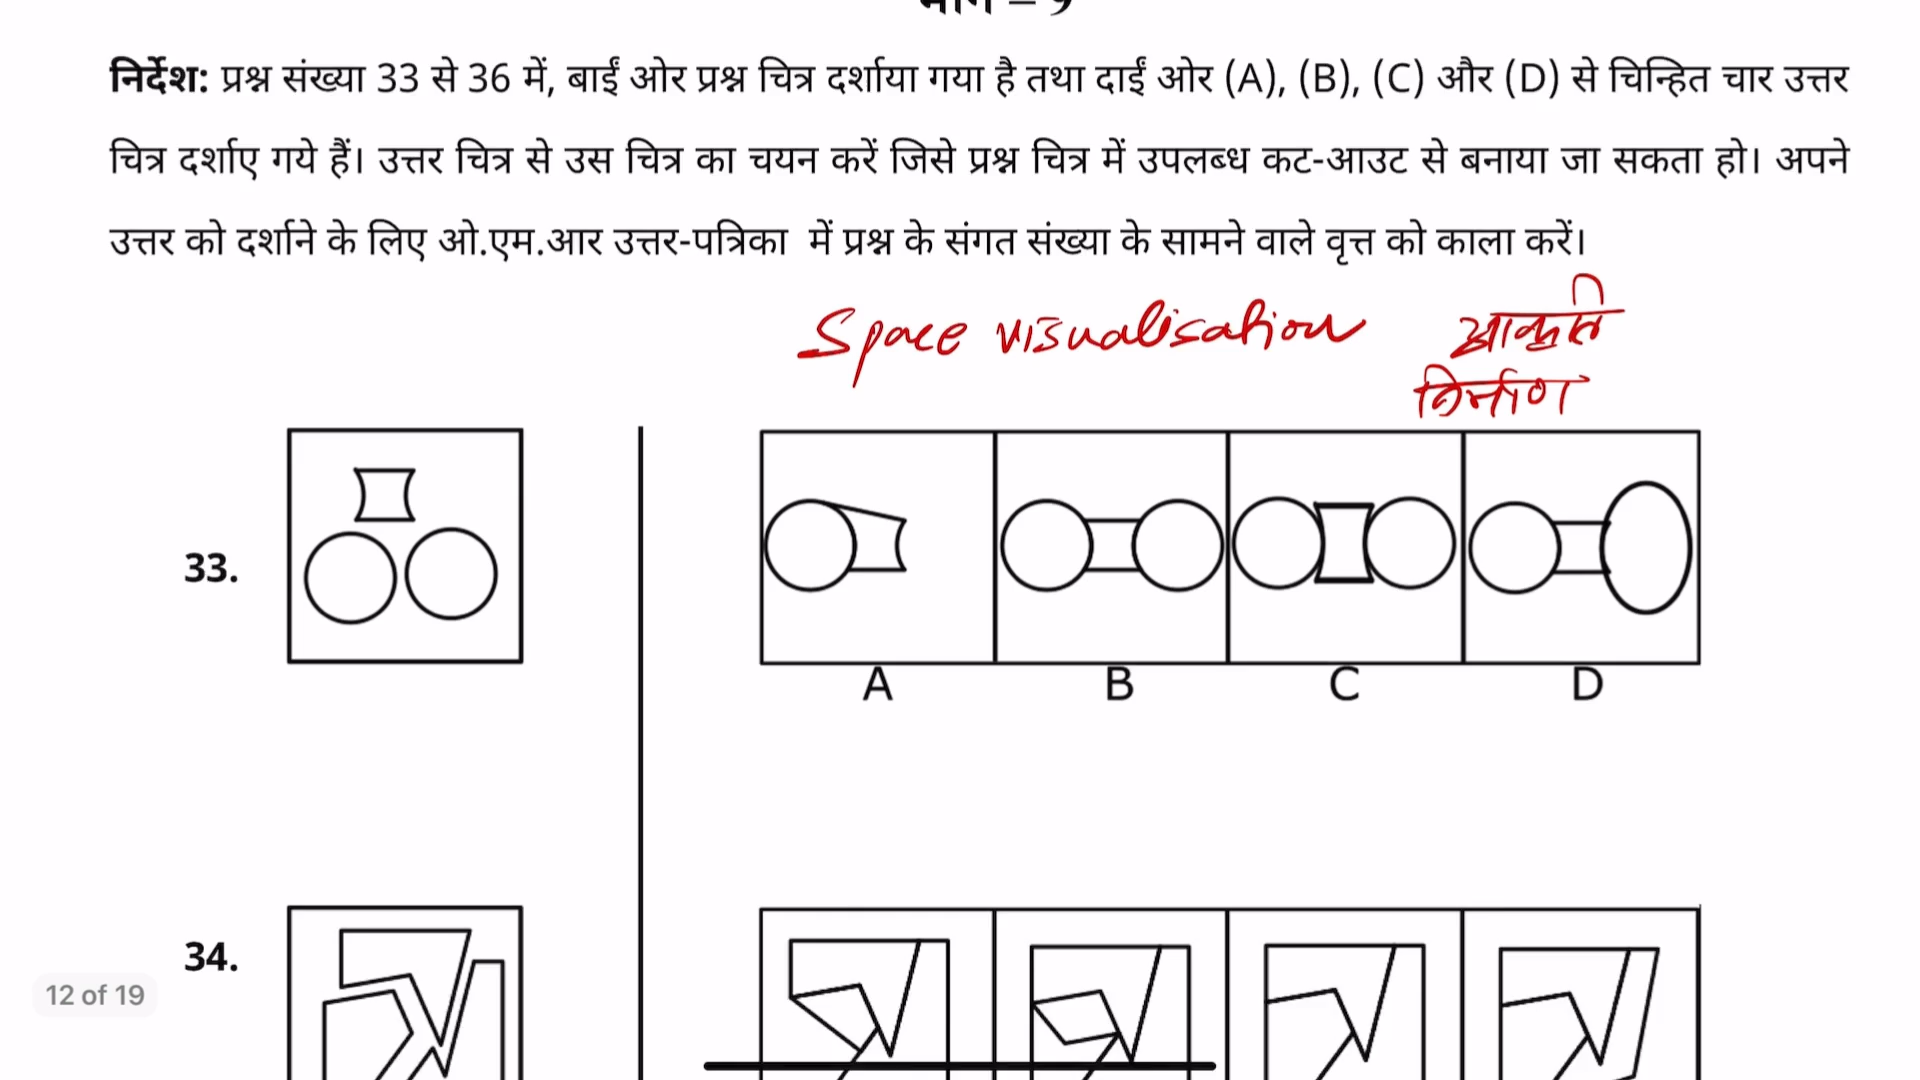 भाग – 9
निर्देश: प्रश्न संख्या 33 से 36 में, बाईं ओर प्रश्न चित्र दर्शाया गया है तथा दाईं ओर (A), (B), (C) और (D) से चिन्हित चार उत्तर
चित्र दर्शाए गये हैं। उत्तर चित्र से उस चित्र का चयन करें जिसे प्रश्न चित्र में उपलब्ध कट-आउट से बनाया जा सकता हो। अपने
उत्तर को दर्शाने के लिए ओ.एम.आर उत्तर-पत्रिका में प्रश्न के संगत संख्या के सामने वाले वृत्त को काला करें।
Space visualisation आकृति
निर्माण
33.
A B C D
34.
12 of 19